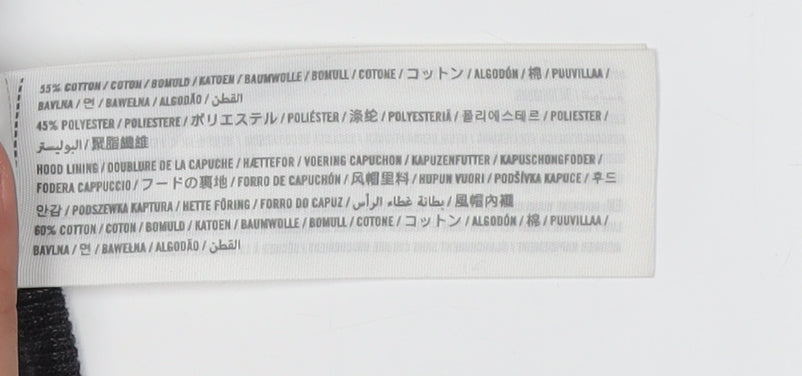 55% COTTON / COTON / BOMULD / KATOEN / BAUMWOLLE / BOMULL / COTONE / コットン / ALGODÓN / 棉 / PUUVILLAA /
BAVLNA / 면 / BAWEŁNA / ALGODÃO / القطن
45% POLYESTER / POLIESTERE / ポリエステル / POLIÉSTER / 涤纶 / POLYESTERIÄ / 폴리에스테르 / POLIESTER /
البوليستر / 聚脂纖維
HOOD LINING / DOUBLURE DE LA CAPUCHE / HÆTTEFOR / VOERING CAPUCHON / KAPUZENFUTTER / KAPUSCHONGFODER /
FODERA CAPPUCCIO / フードの裏地 / FORRO DE CAPUCHÓN / 风帽里料 / HUPUN VUORI / PODŠÍVKA KAPUCE / 후드
안감 / PODSZEWKA KAPTURA / HETTE FÔRING / FORRO DO CAPUZ / بطانة غطاء الرأس / 風帽內襯
60% COTTON / COTON / BOMULD / KATOEN / BAUMWOLLE / BOMULL / COTONE / コットン / ALGODÓN / 棉 / PUUVILLAA /
BAVLNA / 면 / BAWEŁNA / ALGODÃO / القطن